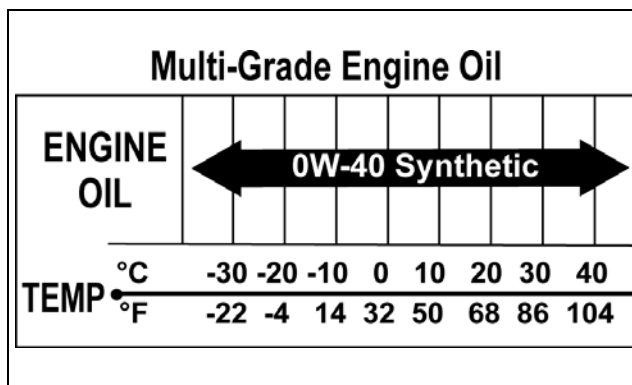 Multi-Grade Engine Oil
ENGINE
OIL
0W-40 Synthetic
°C -30 -20 -10 0 10 20 30 40
TEMP
°F -22 -4 14 32 50 68 86 104